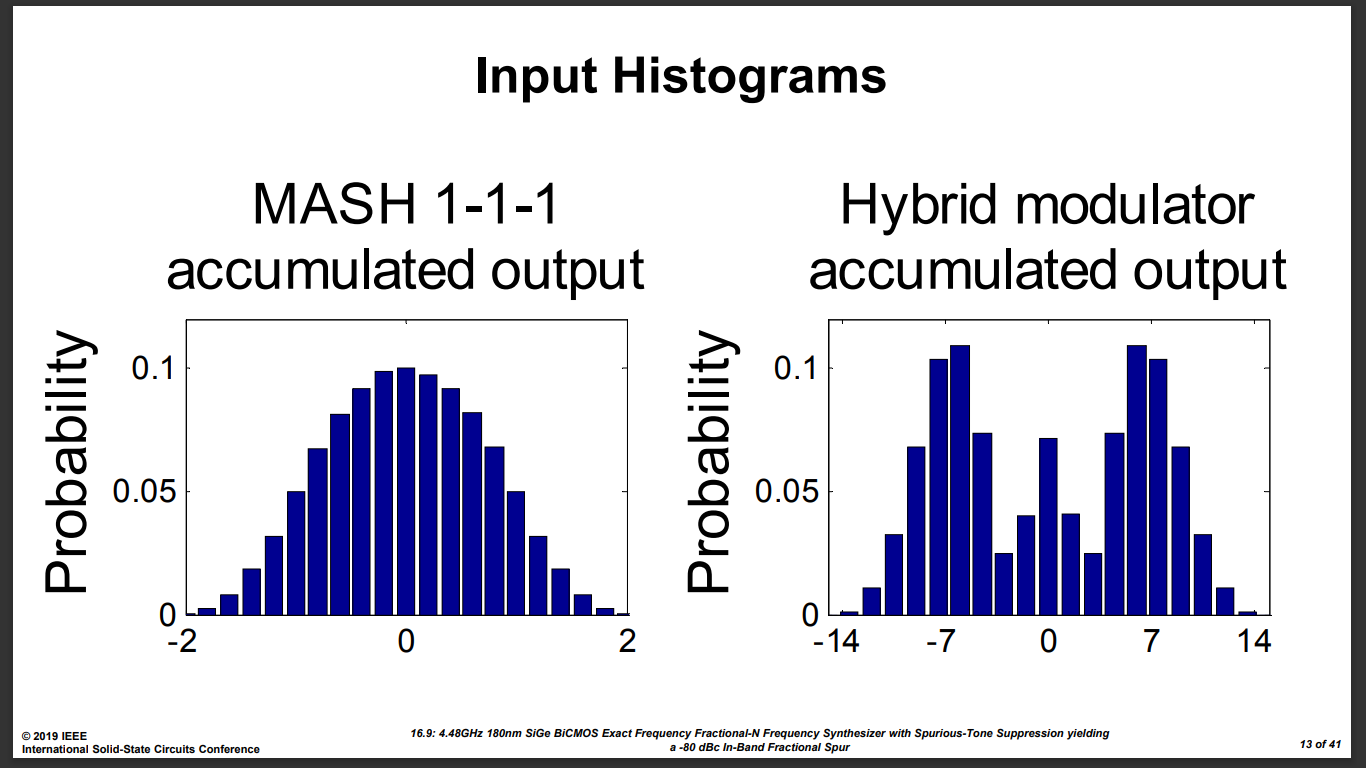 Input Histograms
MASH 1-1-1
accumulated output
Probability
0.1
0.05
0
-2
0
2
Hybrid modulator
accumulated output
Probability
0.1
0.05
0
-14
-7
0
7
14
© 2019 IEEE
International Solid-State Circuits Conference
16.9: 4.48GHz 180nm SiGe BiCMOS Exact Frequency Fractional-N Frequency Synthesizer with Spurious-Tone Suppression yielding
a -80 dBc In-Band Fractional Spur
13 of 41